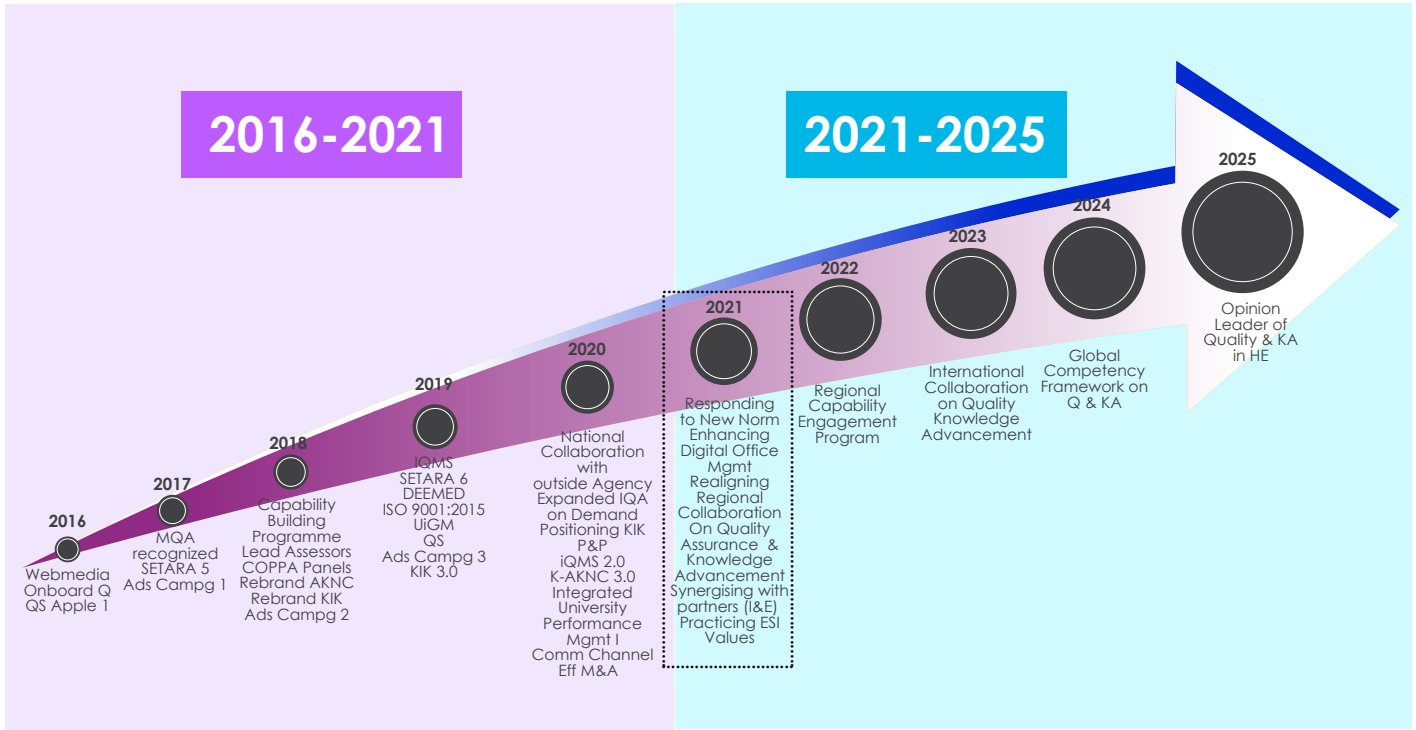 2016-2021
2021-2025
2016
Webmedia
Onboard Q
QS Apple 1
2017
MQA
recognized
SETARA 5
Ads Campg 1
2018
Capability
Building
Programme
Lead Assessors
COPPA Panels
Rebrand AKNC
Rebrand KIK
Ads Campg 2
2019
IQMS
SETARA 6
DEEMED
ISO 9001:2015
UiGM
QS
Ads Campg 3
KIK 3.0
2020
National
Collaboration
with
outside Agency
Expanded IQA
on Demand
Positioning KIK
P&P
iQMS 2.0
K-AKNC 3.0
Integrated
University
Performance
Mgmt I
Comm Channel
Eff M&A
2021
Responding
to New Norm
Enhancing
Digital Office
Mgmt
Realigning
Regional
Collaboration
On Quality
Assurance &
Knowledge
Advancement
Synergising with
partners (I&E)
Practicing ESI
Values
2022
Regional
Capability
Engagement
Program
2023
International
Collaboration
on Quality
Knowledge
Advancement
2024
Global
Competency
Framework on
Q & KA
2025
Opinion
Leader of
Quality & KA
in HE